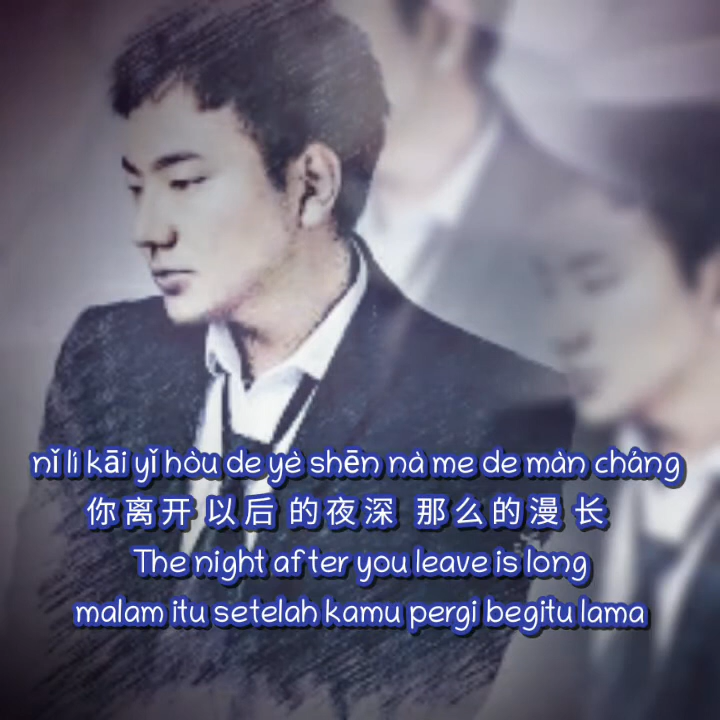 nǐ lí kāi yǐ hòu de yè shēn nà me de màn cháng
你离开以后的夜深 那么的漫长
The night after you leave is long
malam itu setelah kamu pergi begitu lama